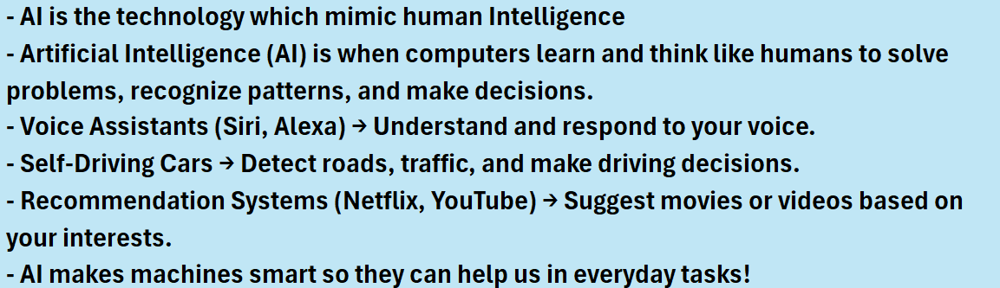 - AI is the technology which mimic human Intelligence
- Artificial Intelligence (AI) is when computers learn and think like humans to solve
problems, recognize patterns, and make decisions.
- Voice Assistants (Siri, Alexa) → Understand and respond to your voice.
- Self-Driving Cars → Detect roads, traffic, and make driving decisions.
- Recommendation Systems (Netflix, YouTube) → Suggest movies or videos based on
your interests.
- AI makes machines smart so they can help us in everyday tasks!